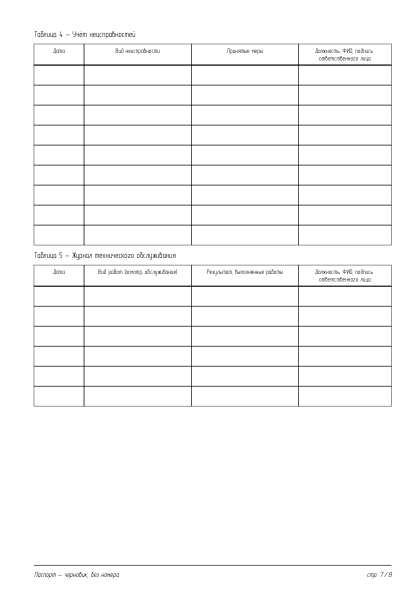 Таблица 4 – Учёт неисправностей
Дата
Вид неисправности
Принятые меры
Должность, ФИО, подпись
ответственного лица
Таблица 5 – Журнал технического обслуживания
Дата
Вид работ (осмотр, обслуживание)
Результат, выполненные работы
Должность, ФИО, подпись
ответственного лица
Паспорт – черновик, без номера
стр. 7 / 8